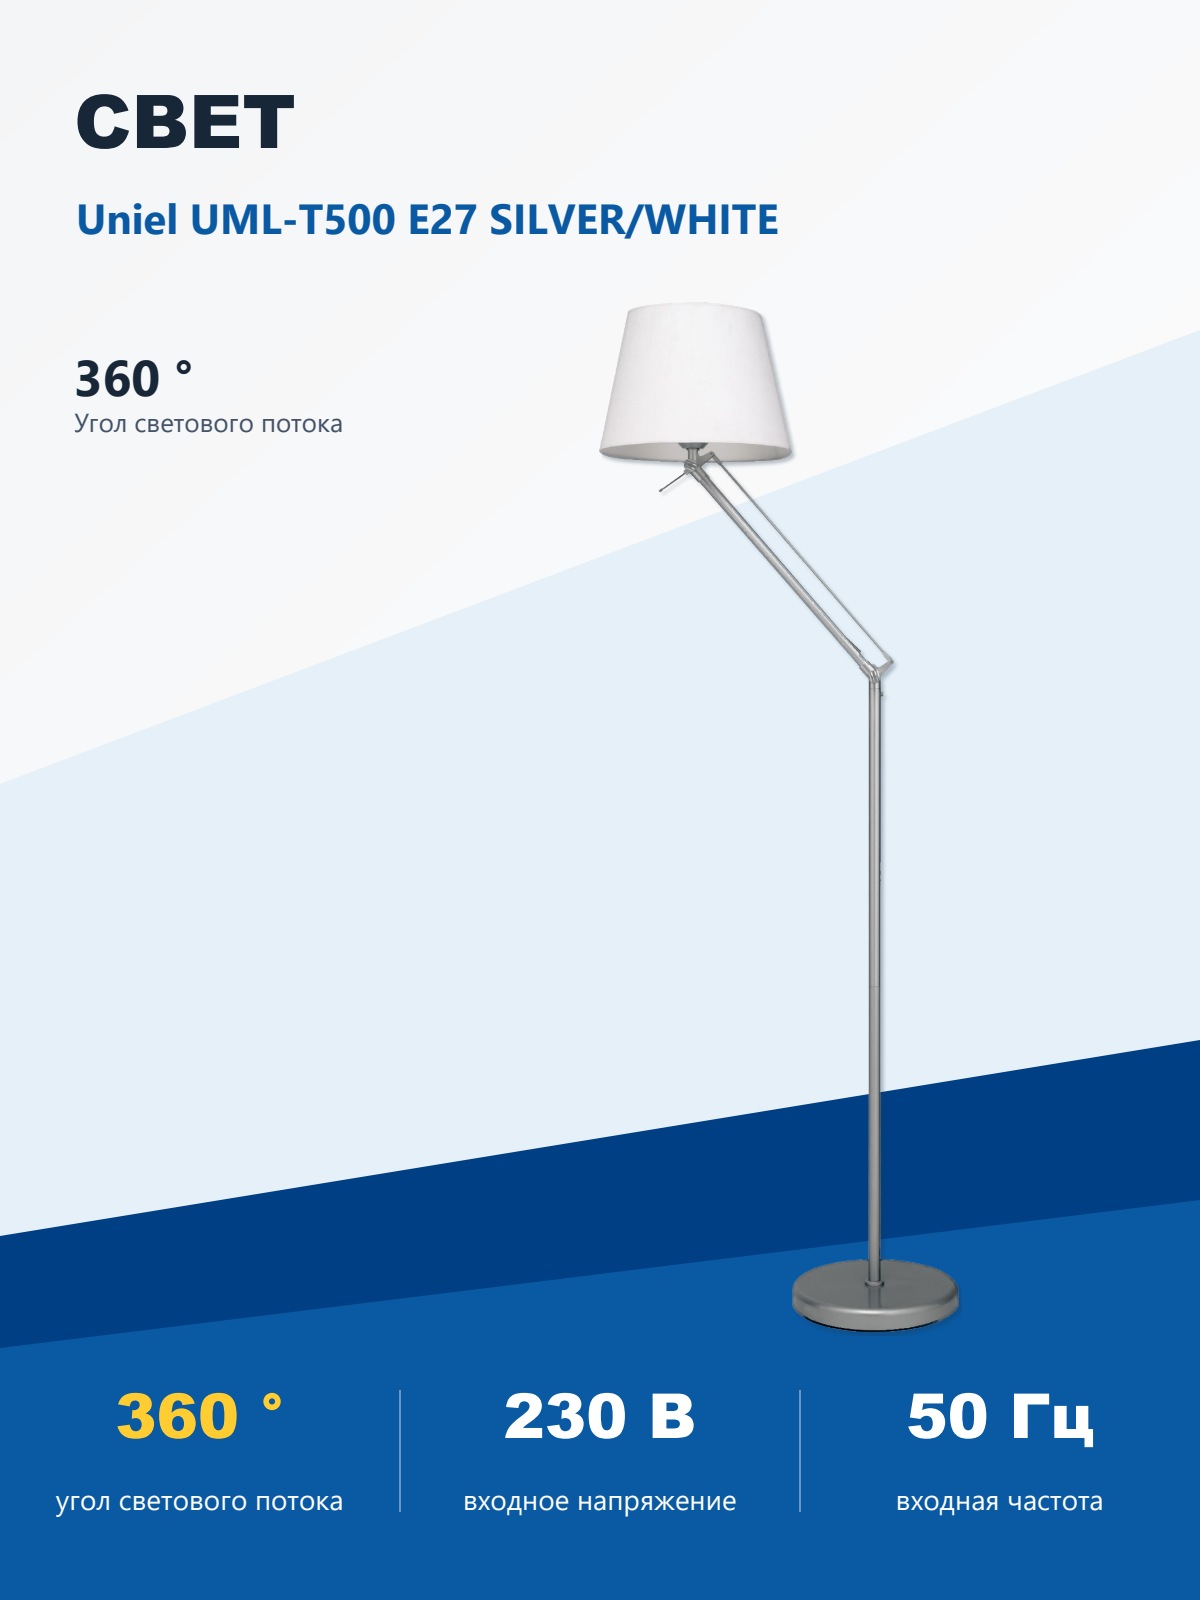 СВЕТ
Uniel UML-T500 E27 SILVER/WHITE
360 °
Угол светового потока
360 °
угол светового потока
230 В
входное напряжение
50 Гц
входная частота